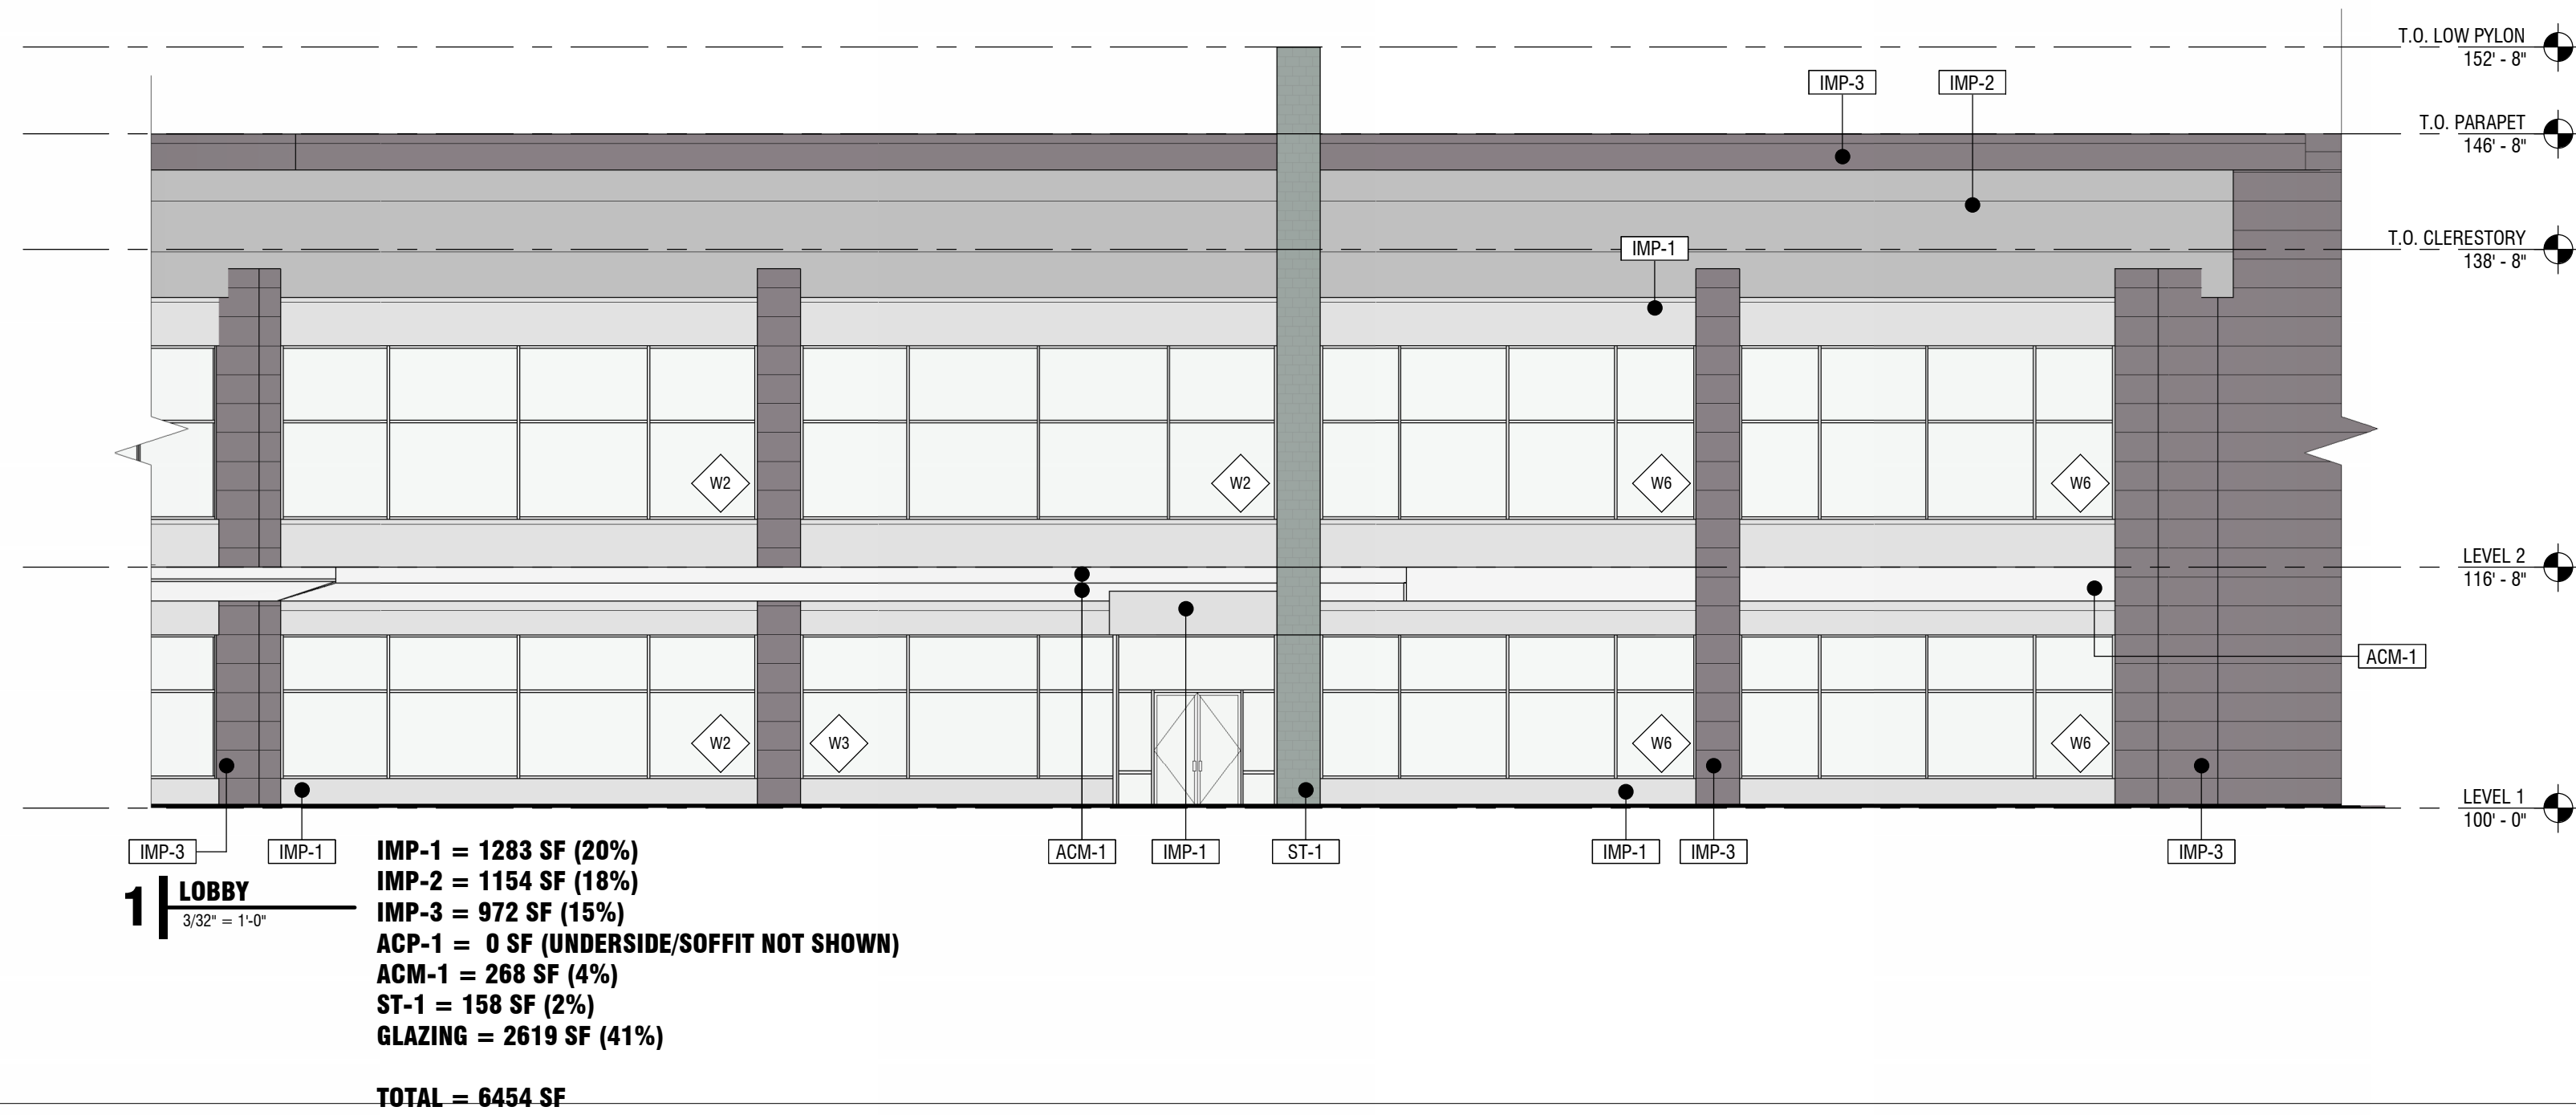 T.O. LOW PYLON
152' - 8"
IMP-3
IMP-2
T.O. PARAPET
146' - 8"
IMP-1
T.O. CLERESTORY
138' - 8"
W2
W2
W6
W6
LEVEL 2
116' - 8"
ACM-1
W2
W3
W6
W6
LEVEL 1
100' - 0"
IMP-3
IMP-1
ACM-1
IMP-1
ST-1
IMP-1
IMP-3
IMP-3
1
LOBBY
3/32" = 1'-0"
IMP-1 = 1283 SF (20%)
IMP-2 = 1154 SF (18%)
IMP-3 = 972 SF (15%)
ACP-1 = 0 SF (UNDERSIDE/SOFFIT NOT SHOWN)
ACM-1 = 268 SF (4%)
ST-1 = 158 SF (2%)
GLAZING = 2619 SF (41%)
TOTAL = 6454 SF